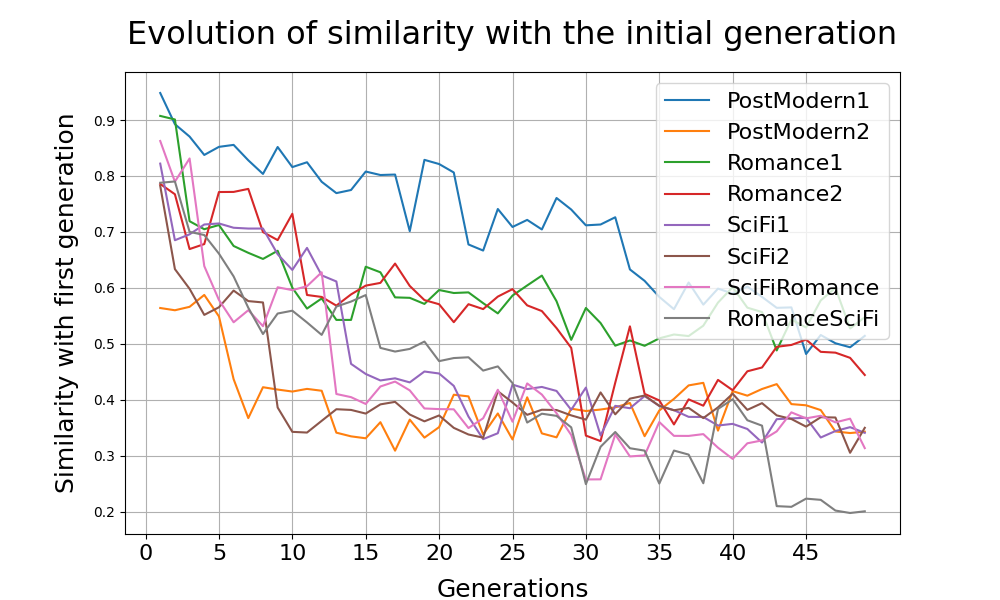 Evolution of similarity with the initial generation
Similarity with first generation
0.9
0.8
0.7
0.6
0.5
0.4
0.3
0.2
PostModern1
PostModern2
Romance1
Romance2
SciFi1
SciFi2
SciFiRomance
RomanceSciFi
0 5 10 15 20 25 30 35 40 45
Generations